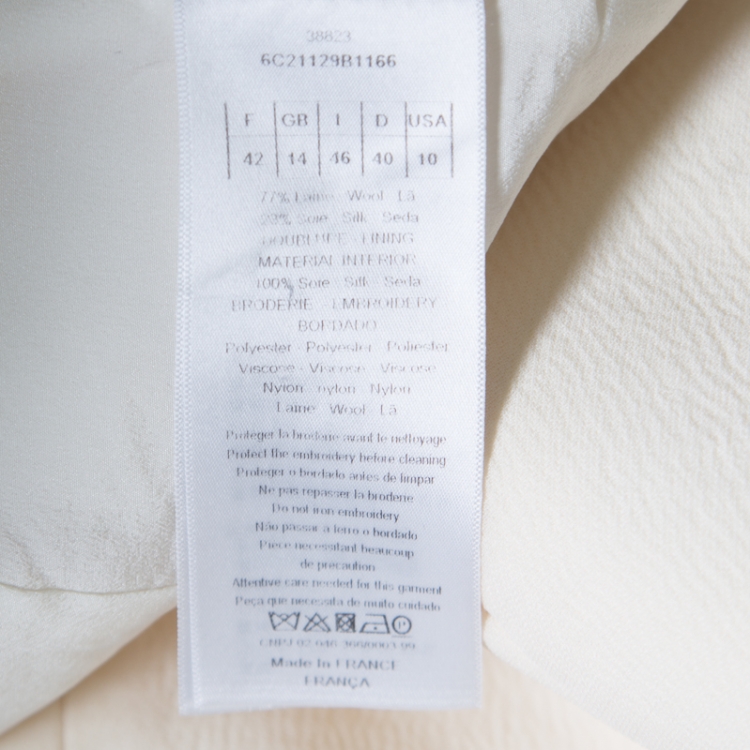 38823
6C21129B1166
F GB I D USA
42 14 46 40 10
77% Laine Wool Lã
23% Soie Silk Seda
DOUBLURE - LINING
MATERIAL INTERIOR
100% Soie Silk Seda
BRODERIE - EMBROIDERY
BORDADO
Polyester - Polyester Poliester
Viscose - Viscose Viscose
Nylon nylon Nylon
Laine Wool Lã
Protéger la broderie avant le nettoyage
Protect the embroidery before cleaning
Proteger o bordado antes de limpar
Ne pas repasser la broderie
Do not iron embroidery
Não passar a ferro o bordado
Pièce nécessitant beaucoup
de précaution
Attentive care needed for this garment
Peça que necessita de muito cuidado
CNPJ
Made In FRANCE
FRANÇA